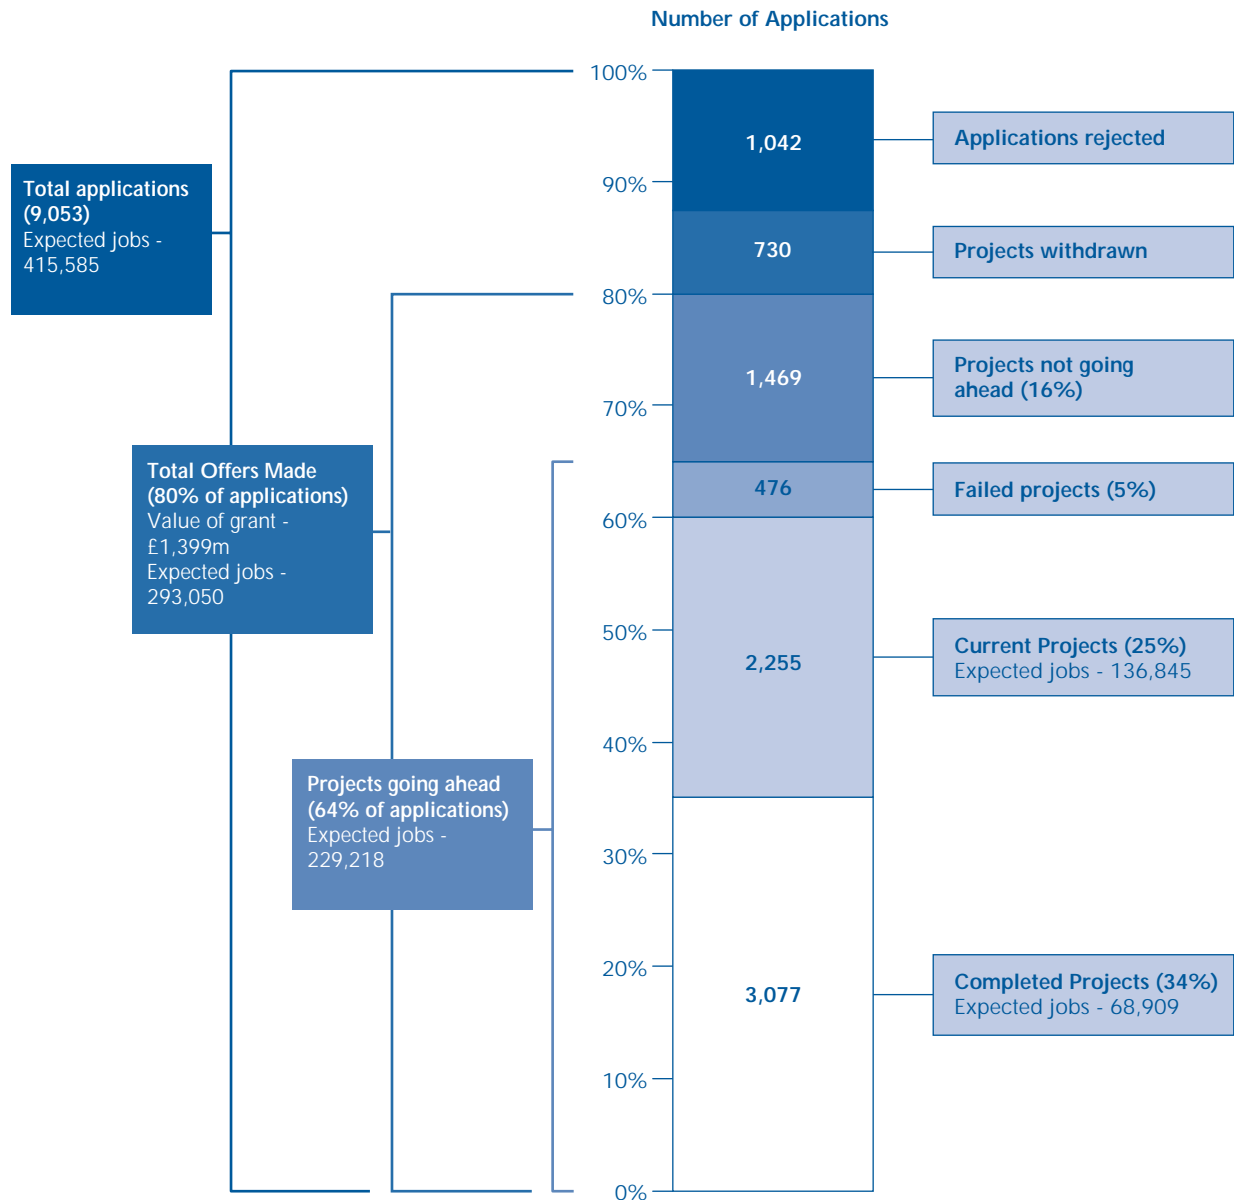 Number of Applications
Total applications
(9,053)
Expected jobs -
415,585
Total Offers Made
(80% of applications)
Value of grant -
£1,399m
Expected jobs -
293,050
Projects going ahead
(64% of applications)
Expected jobs -
229,218
100%
90%
80%
70%
60%
50%
40%
30%
20%
10%
0%
1,042
730
1,469
476
2,255
3,077
Applications rejected
Projects withdrawn
Projects not going
ahead (16%)
Failed projects (5%)
Current Projects (25%)
Expected jobs - 136,845
Completed Projects (34%)
Expected jobs - 68,909